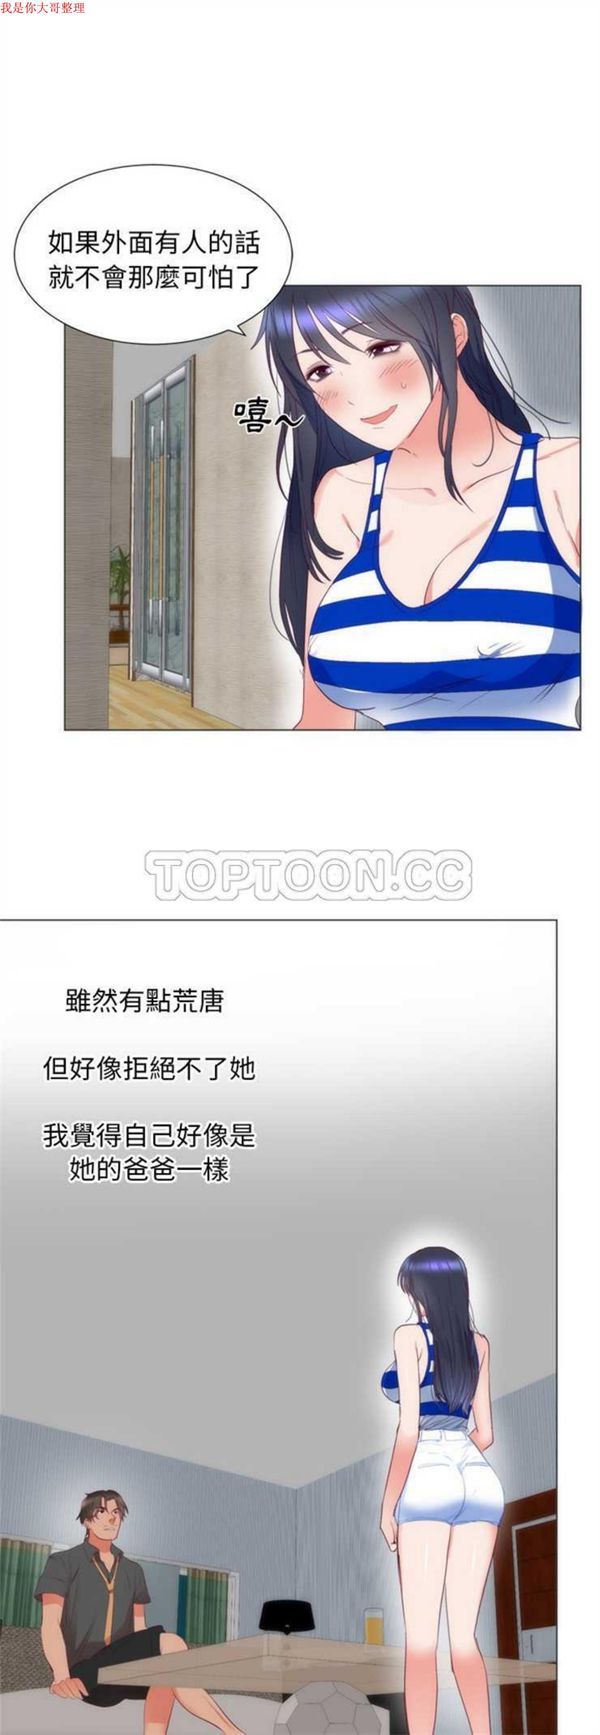 我是你大哥整理
如果外面有人的話
就不會那麼可怕了
嘻~
TOPTOON.CC
雖然有點荒唐
但好像拒絕不了她
我覺得自己好像是
她的爸爸一樣